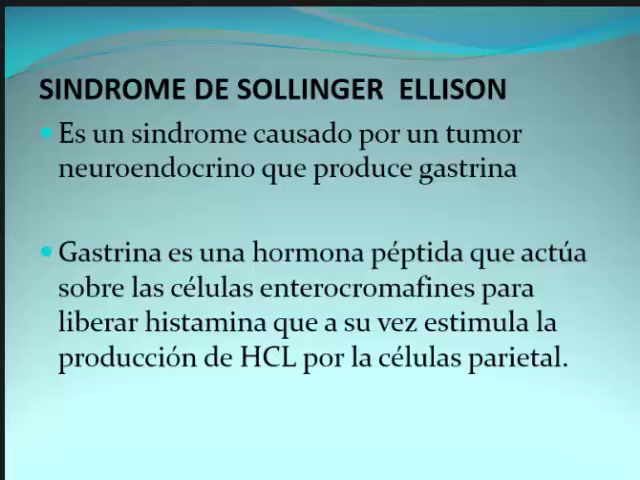 SINDROME DE SOLLINGER ELLISON
Es un sindrome causado por un tumor
neuroendocrino que produce gastrina
Gastrina es una hormona péptida que actúa
sobre las células enterocromafines para
liberar histamina que a su vez estimula la
producción de HCL por la células parietal.